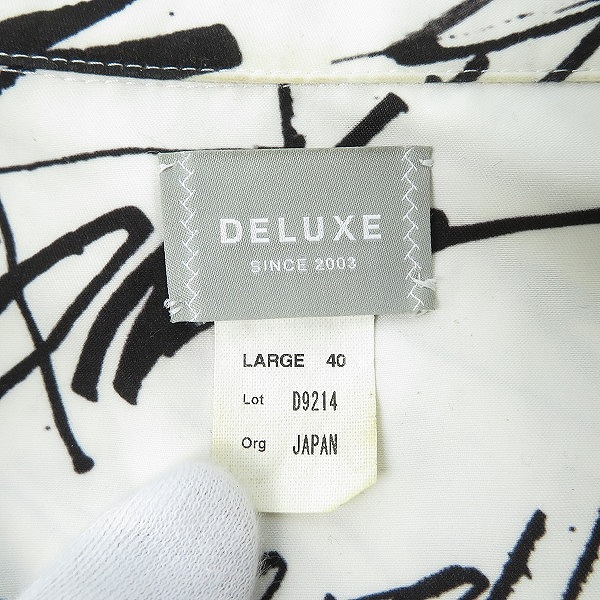 DELUXE
SINCE 2003
LARGE 40
Lot D9214
Org JAPAN